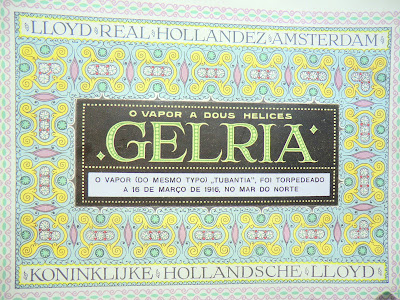 LLOYD·REAL·HOLLANDEZ·AMSTERDAM
O VAPOR A DOUS HELICES
·GELRIA·
O VAPOR (DO MESMO TYPO) „TUBANTIA”, FOI TORPEDEADO
A 16 DE MARÇO DE 1916, NO MAR DO NORTE
KONINKLIJKE·HOLLANDSCHE·LLOYD